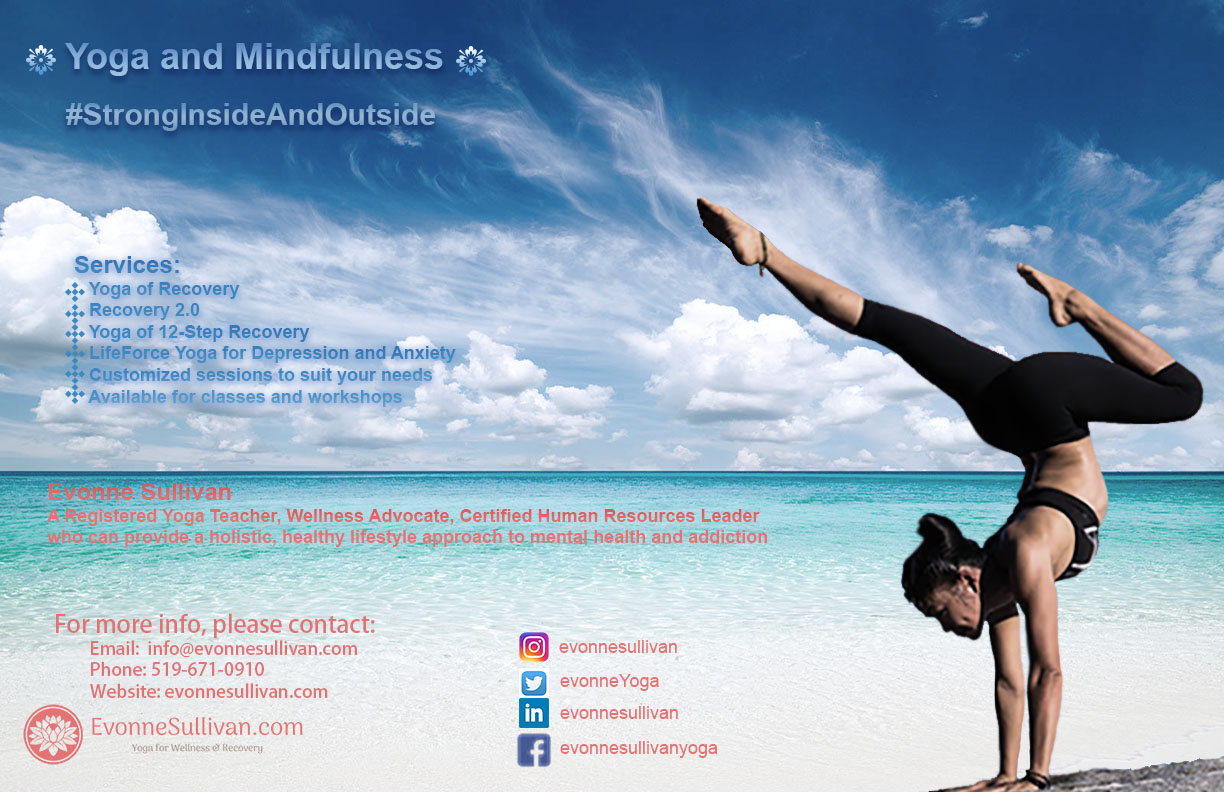 Yoga and Mindfulness
#StrongInsideAndOutside
Services:
Yoga of Recovery
Recovery 2.0
Yoga of 12-Step Recovery
LifeForce Yoga for Depression and Anxiety
Customized sessions to suit your needs
Available for classes and workshops
Evonne Sullivan
A Registered Yoga Teacher, Wellness Advocate, Certified Human Resources Leader
who can provide a holistic, healthy lifestyle approach to mental health and addiction
For more info, please contact:
Email: info@evonnesullivan.com
Phone: 519-671-0910
Website: evonnesullivan.com
EvonneSullivan.com
Yoga for Wellness & Recovery
evonnesullivan
evonneYoga
in evonnesullivan
f evonnesullivanyoga